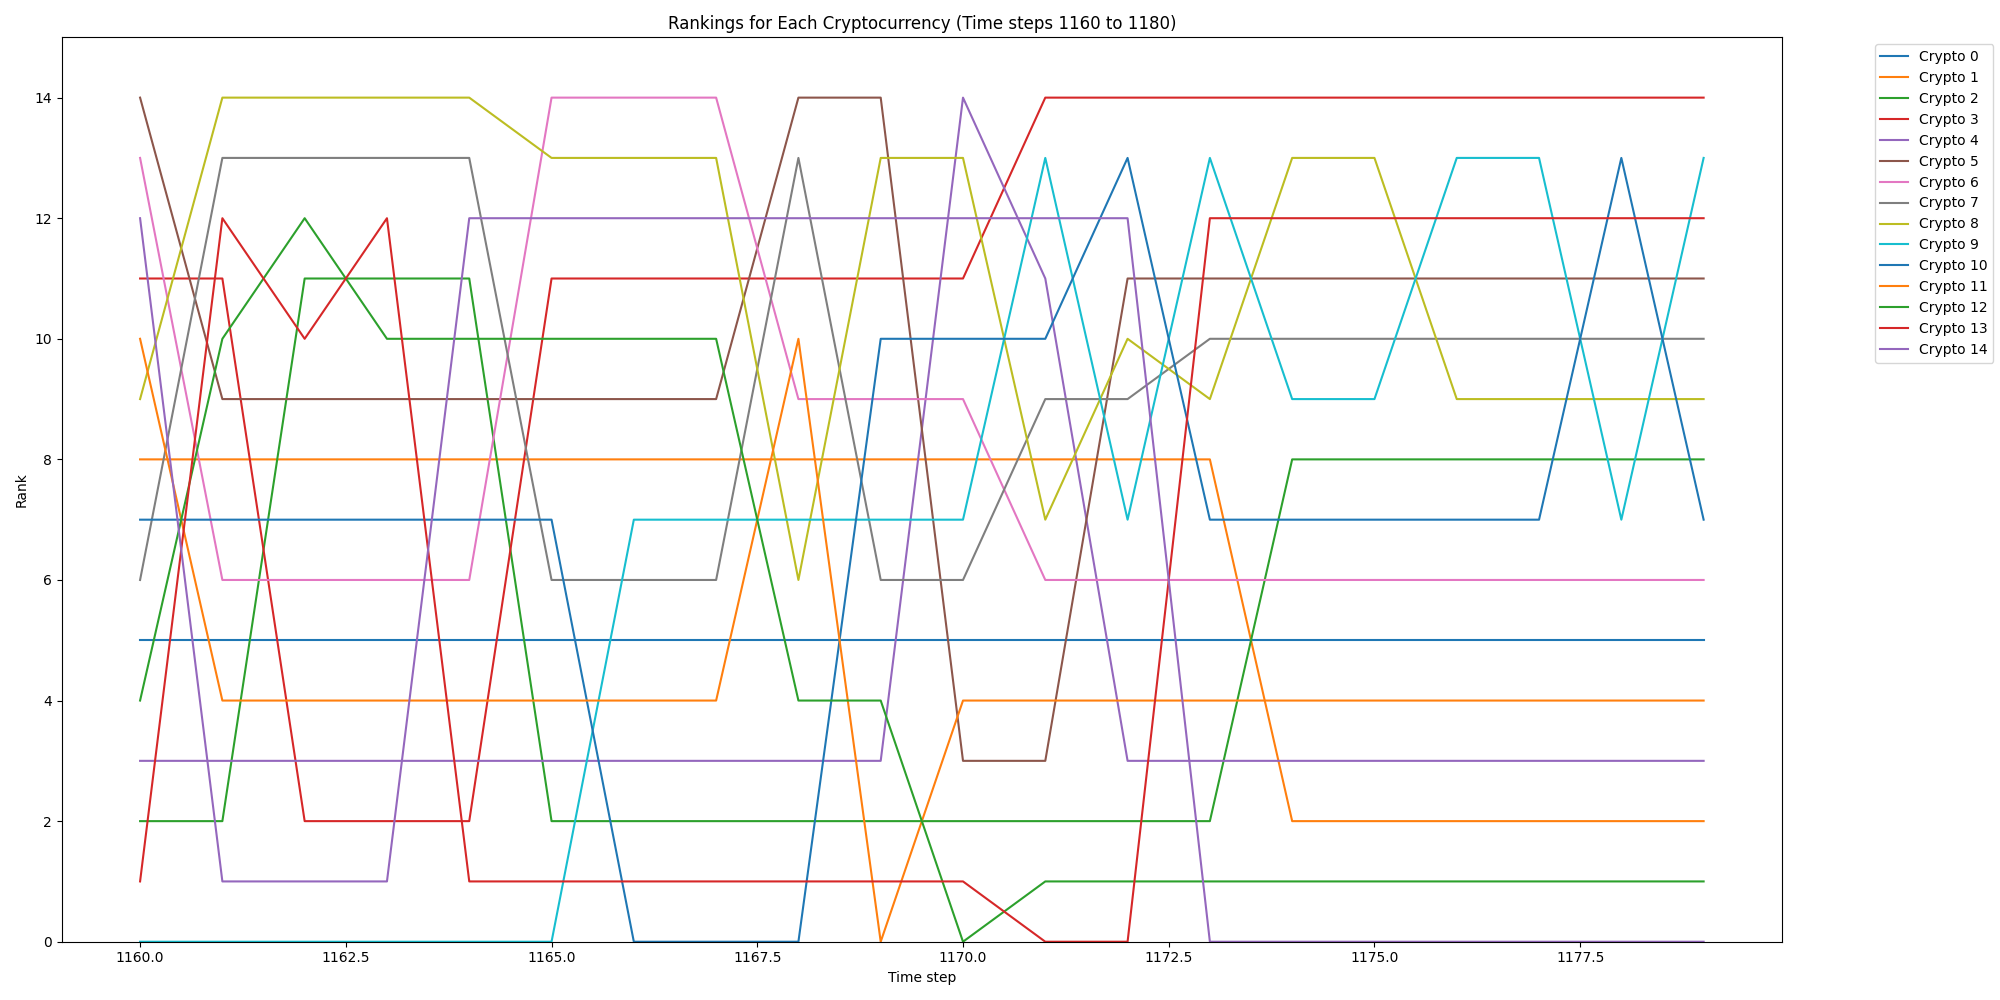 Rankings for Each Cryptocurrency (Time steps 1160 to 1180)
Rank
14
12
10
8
6
4
2
0
1160.0 1162.5 1165.0 1167.5 1170.0 1172.5 1175.0 1177.5
Time step
Crypto 0
Crypto 1
Crypto 2
Crypto 3
Crypto 4
Crypto 5
Crypto 6
Crypto 7
Crypto 8
Crypto 9
Crypto 10
Crypto 11
Crypto 12
Crypto 13
Crypto 14